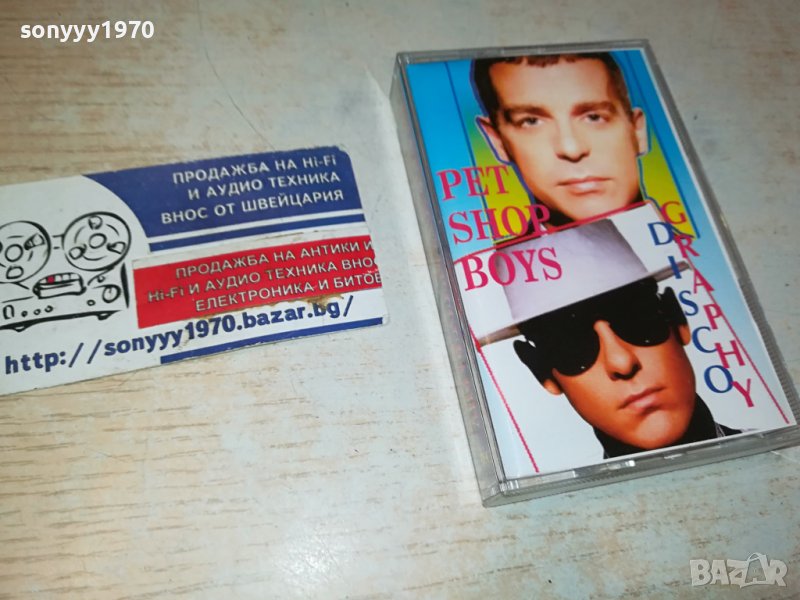 sonyyy1970
ПРОДАЖБА НА Hi-Fi
И АУДИО ТЕХНИКА
ВНОС ОТ ШВЕЙЦАРИЯ
ПРОДАЖБА НА АНТИКИ И
Hi-Fi И АУДИО ТЕХНИКА ВНОС
ЕЛЕКТРОНИКА И БИТОВ
http://sonyyy1970.bazar.bg/
PET
SHOP
BOYS
DISCO
GRAPHY
BAZAR